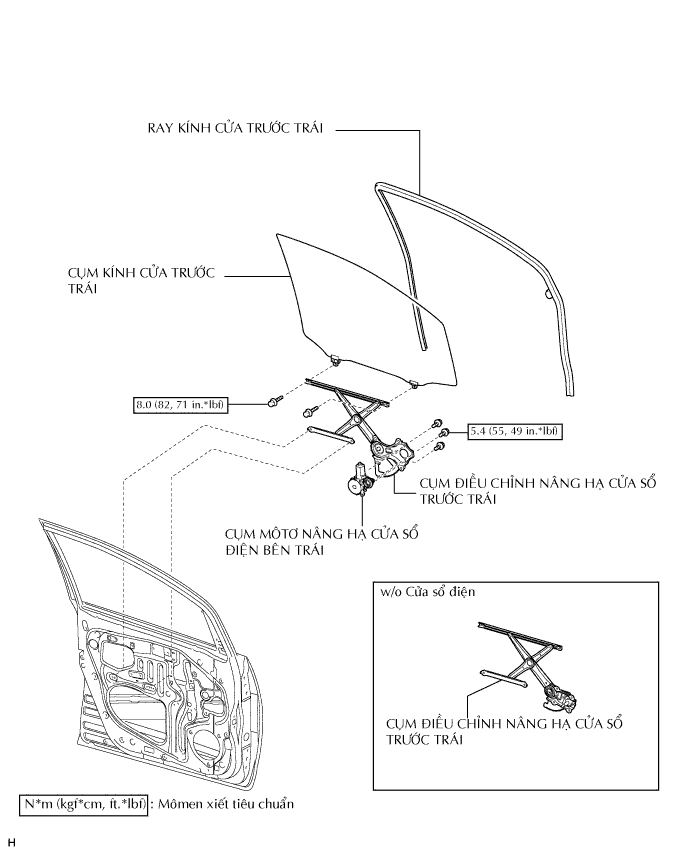 RAY KÍNH CỬA TRƯỚC TRÁI
CỤM KÍNH CỬA TRƯỚC
TRÁI
8.0 (82, 71 in.*lbf)
5.4 (55, 49 in.*lbf)
CỤM ĐIỀU CHỈNH NÂNG HẠ CỬA SỔ
TRƯỚC TRÁI
CỤM MÔTƠ NÂNG HẠ CỬA SỔ
ĐIỆN BÊN TRÁI
w/o Cửa sổ điện
CỤM ĐIỀU CHỈNH NÂNG HẠ CỬA SỔ
TRƯỚC TRÁI
N*m (kgf*cm, ft.*lbf) : Mômen xiết tiêu chuẩn
H